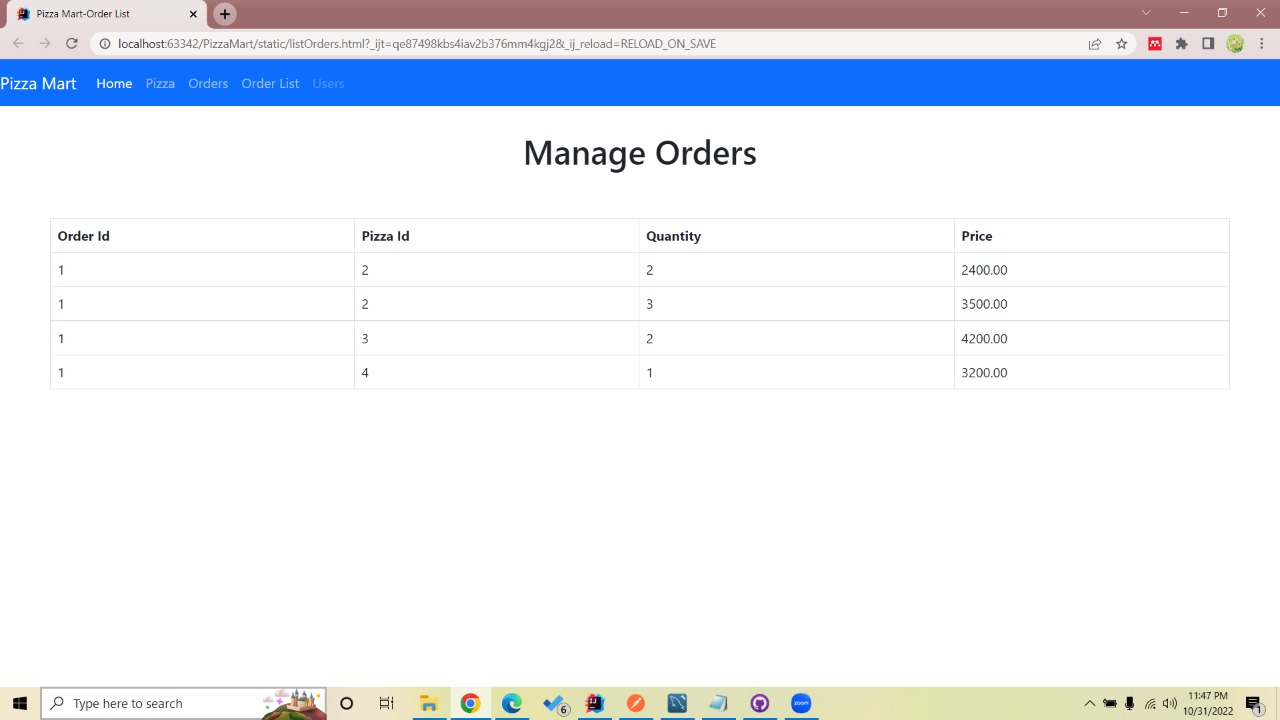 Pizza Mart-Order List
localhost:63342/PizzaMart/static/listOrders.html?_ijt=qe87498kbs4iav2b376mm4kgj2&_ij_reload=RELOAD_ON_SAVE
Pizza Mart Home Pizza Orders Order List Users
Manage Orders
Order Id Pizza Id Quantity Price
1 2 2 2400.00
1 2 3 3500.00
1 3 2 4200.00
1 4 1 3200.00
Type here to search
6
zoom
11:47 PM
10/31/2022
1